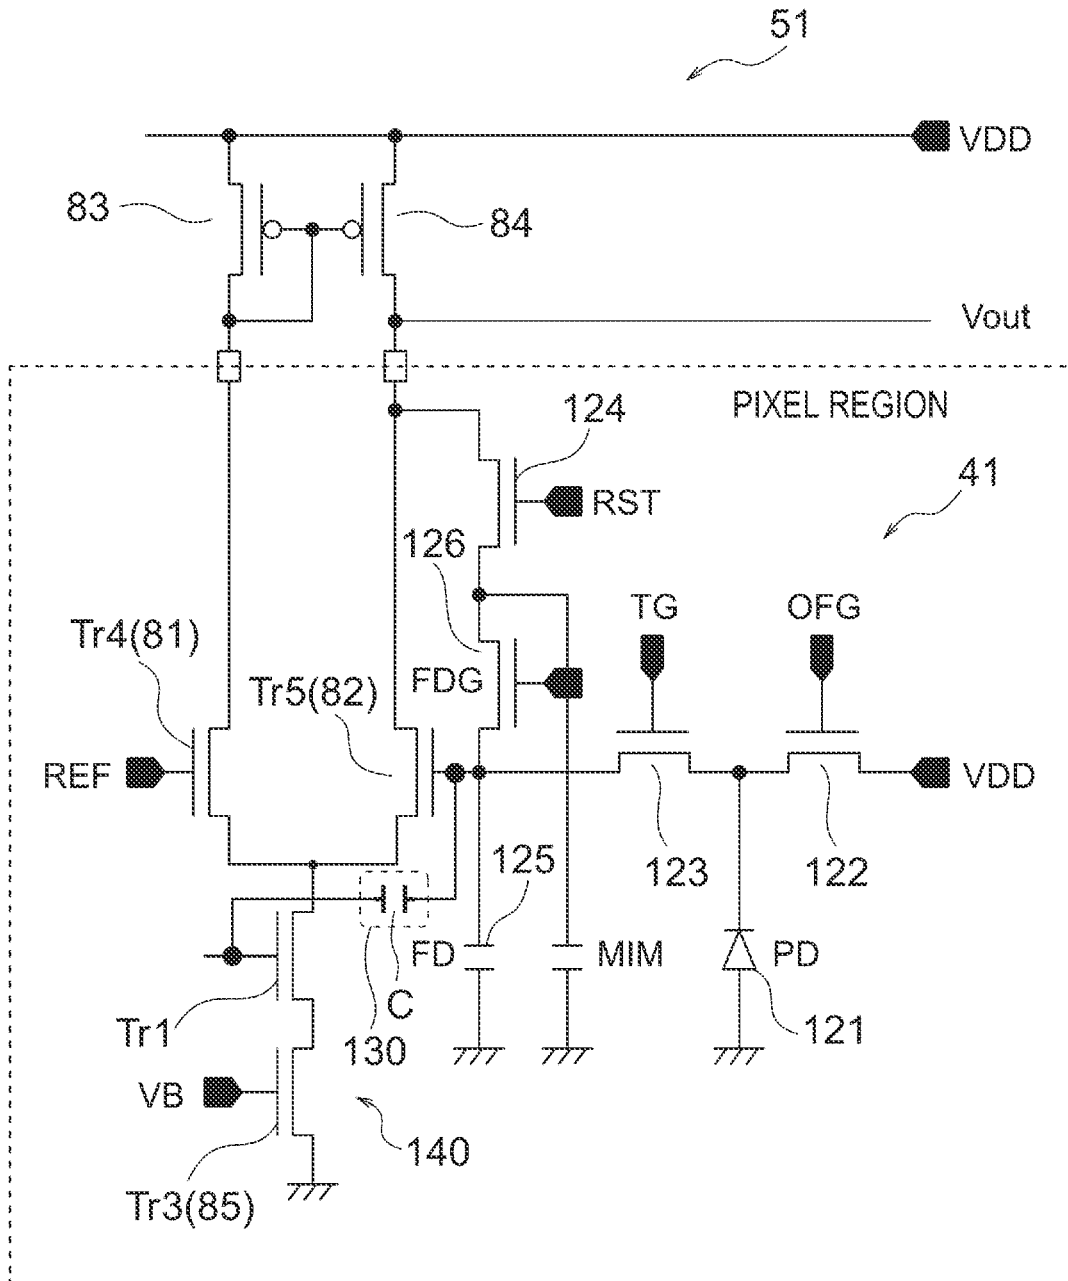 51
VDD
83
84
Vout
PIXEL REGION
124
41
RST
126
TG
OFG
Tr4(81)
Tr5(82)
FDG
REF
VDD
123
122
125
FD
MIM
PD
C
Tr1
130
121
VB
140
Tr3(85)